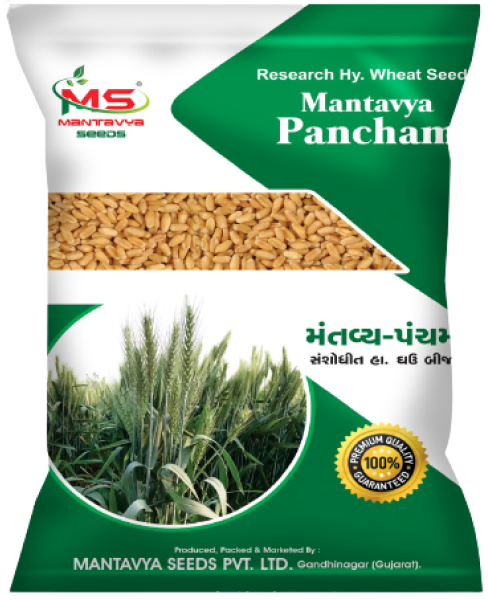 MS
MANTAVYA
SEEDS
Research Hy. Wheat Seed
Mantavya
Pancham
મંતવ્ય-પંચમ
સંશોધીત હા. ઘઉં બીજ
PREMIUM QUALITY
100%
GUARANTEED
Produced, Packed & Marketed By :
MANTAVYA SEEDS PVT. LTD. Gandhinagar (Gujarat).